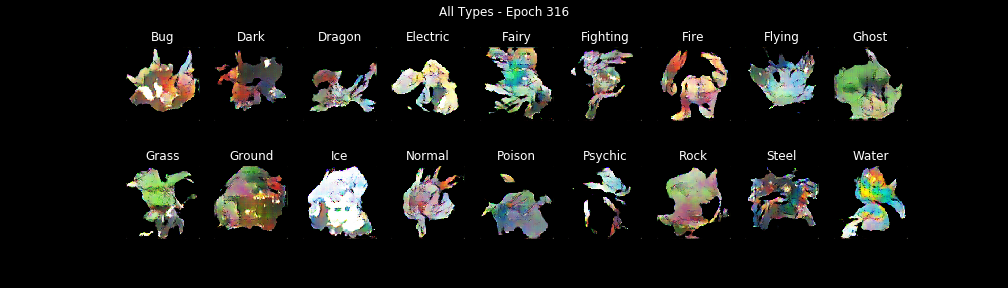 All Types - Epoch 316
Bug Dark Dragon Electric Fairy Fighting Fire Flying Ghost
Grass Ground Ice Normal Poison Psychic Rock Steel Water